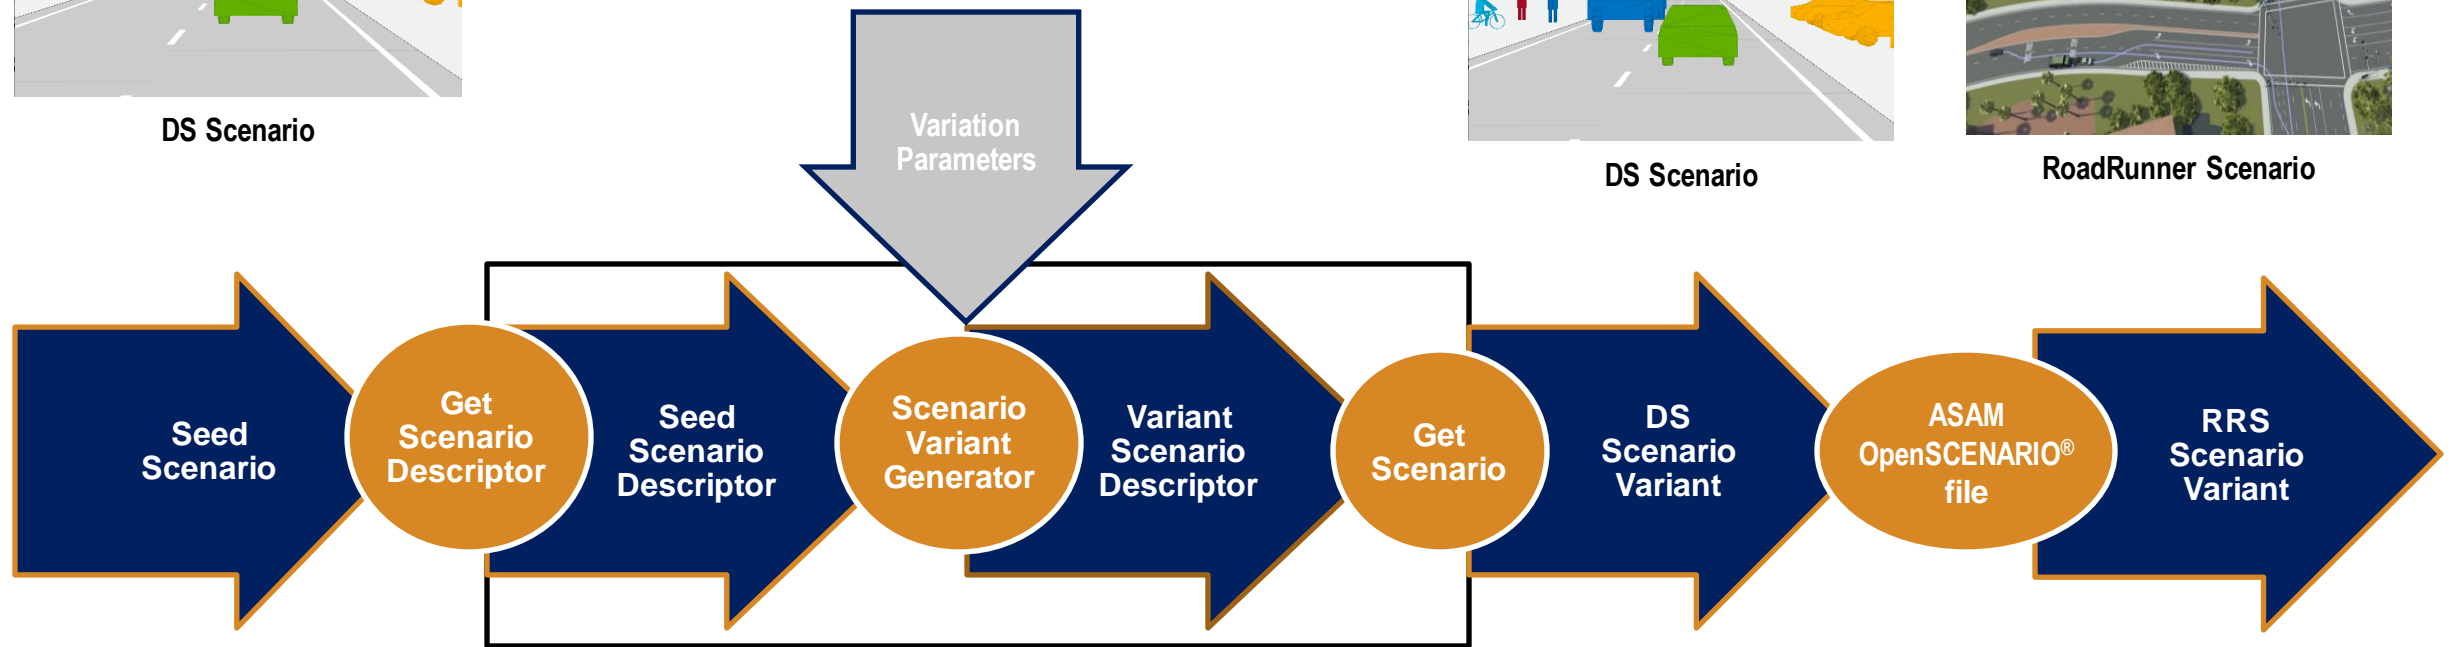 DS Scenario
Variation
Parameters
DS Scenario
RoadRunner Scenario
Seed
Scenario
Get
Scenario
Descriptor
Seed
Scenario
Descriptor
Scenario
Variant
Generator
Variant
Scenario
Descriptor
Get
Scenario
DS
Scenario
Variant
ASAM
OpenSCENARIO®
file
RRS
Scenario
Variant